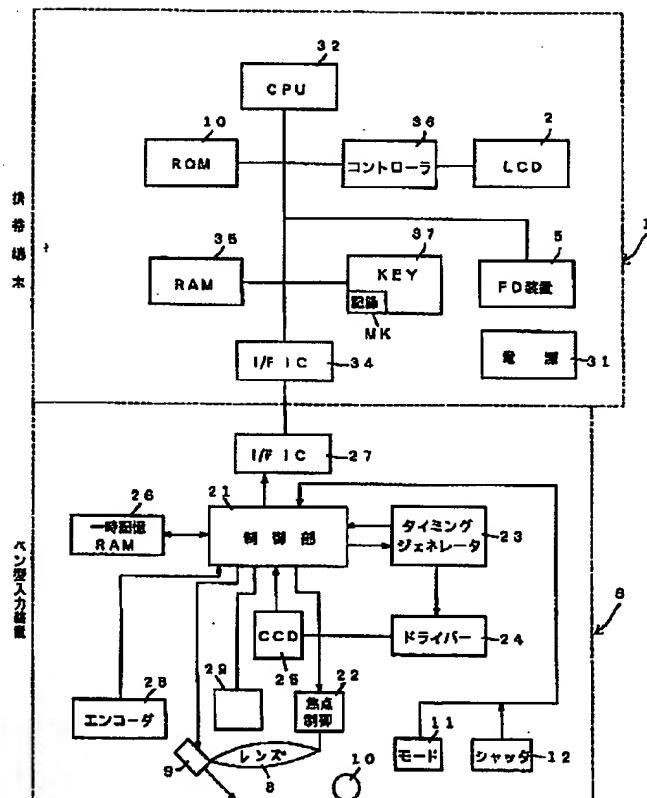 32
CPU
10
ROM
36
コントローラ
2
LCD
携帯端末
1
35
RAM
37
KEY
記録
MK
5
FD装置
I/F IC
34
電源
31
I/F IC
27
21
制御部
26
一時記憶
RAM
タイミング
ジェネレータ
23
ペン型入力装置
8
CCD
25
ドライバー
24
28
エンコーダ
29
22
焦点
制御
11
モード
シャッタ
12
9
レンズ
8
10